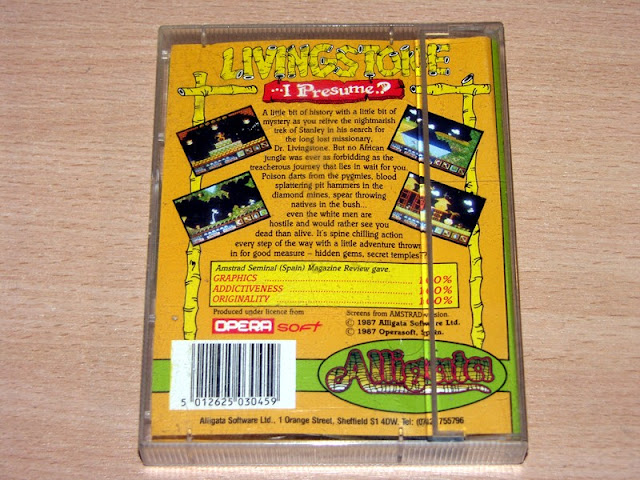 LIVINGSTONE
...I Presume.?
A little bit of history with a little bit of
mystery as you relive the nightmarish
trek of Stanley in his search for
the long lost missionary,
Dr. Livingstone. But no African
jungle was ever as forbidding as the
treacherous journey that lies in wait for you
Poison darts from the pygmies, blood
splattering pit hammers in the
diamond mines, spear throwing
natives in the bush...
even the white men are
hostile and would rather see you
dead than alive. It's spine chilling action
every step of the way with a little adventure thrown
in for good measure – hidden gems, secret temples?
Amstrad Seminal (Spain) Magazine Review gave.
GRAPHICS 100%
ADDICTIVENESS 100%
ORIGINALITY 100%
Produced under licence from
OPERA SOFT
Screens from AMSTRAD version.
© 1987 Alligata Software Ltd.
© 1987 Operasoft, Spain.
Alligata
5 012625 030459
Alligata Software Ltd., 1 Orange Street, Sheffield S1 4DW. Tel: 755796